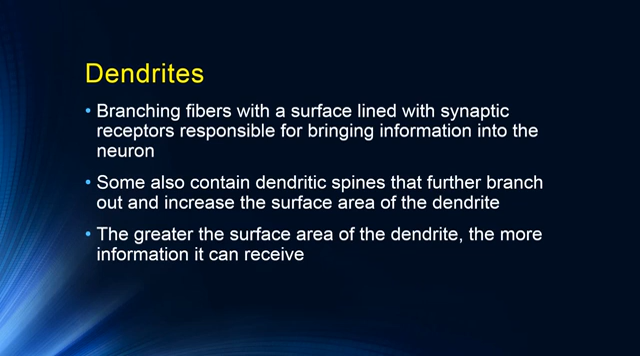 Dendrites
• Branching fibers with a surface lined with synaptic
receptors responsible for bringing information into the
neuron
• Some also contain dendritic spines that further branch
out and increase the surface area of the dendrite
• The greater the surface area of the dendrite, the more
information it can receive